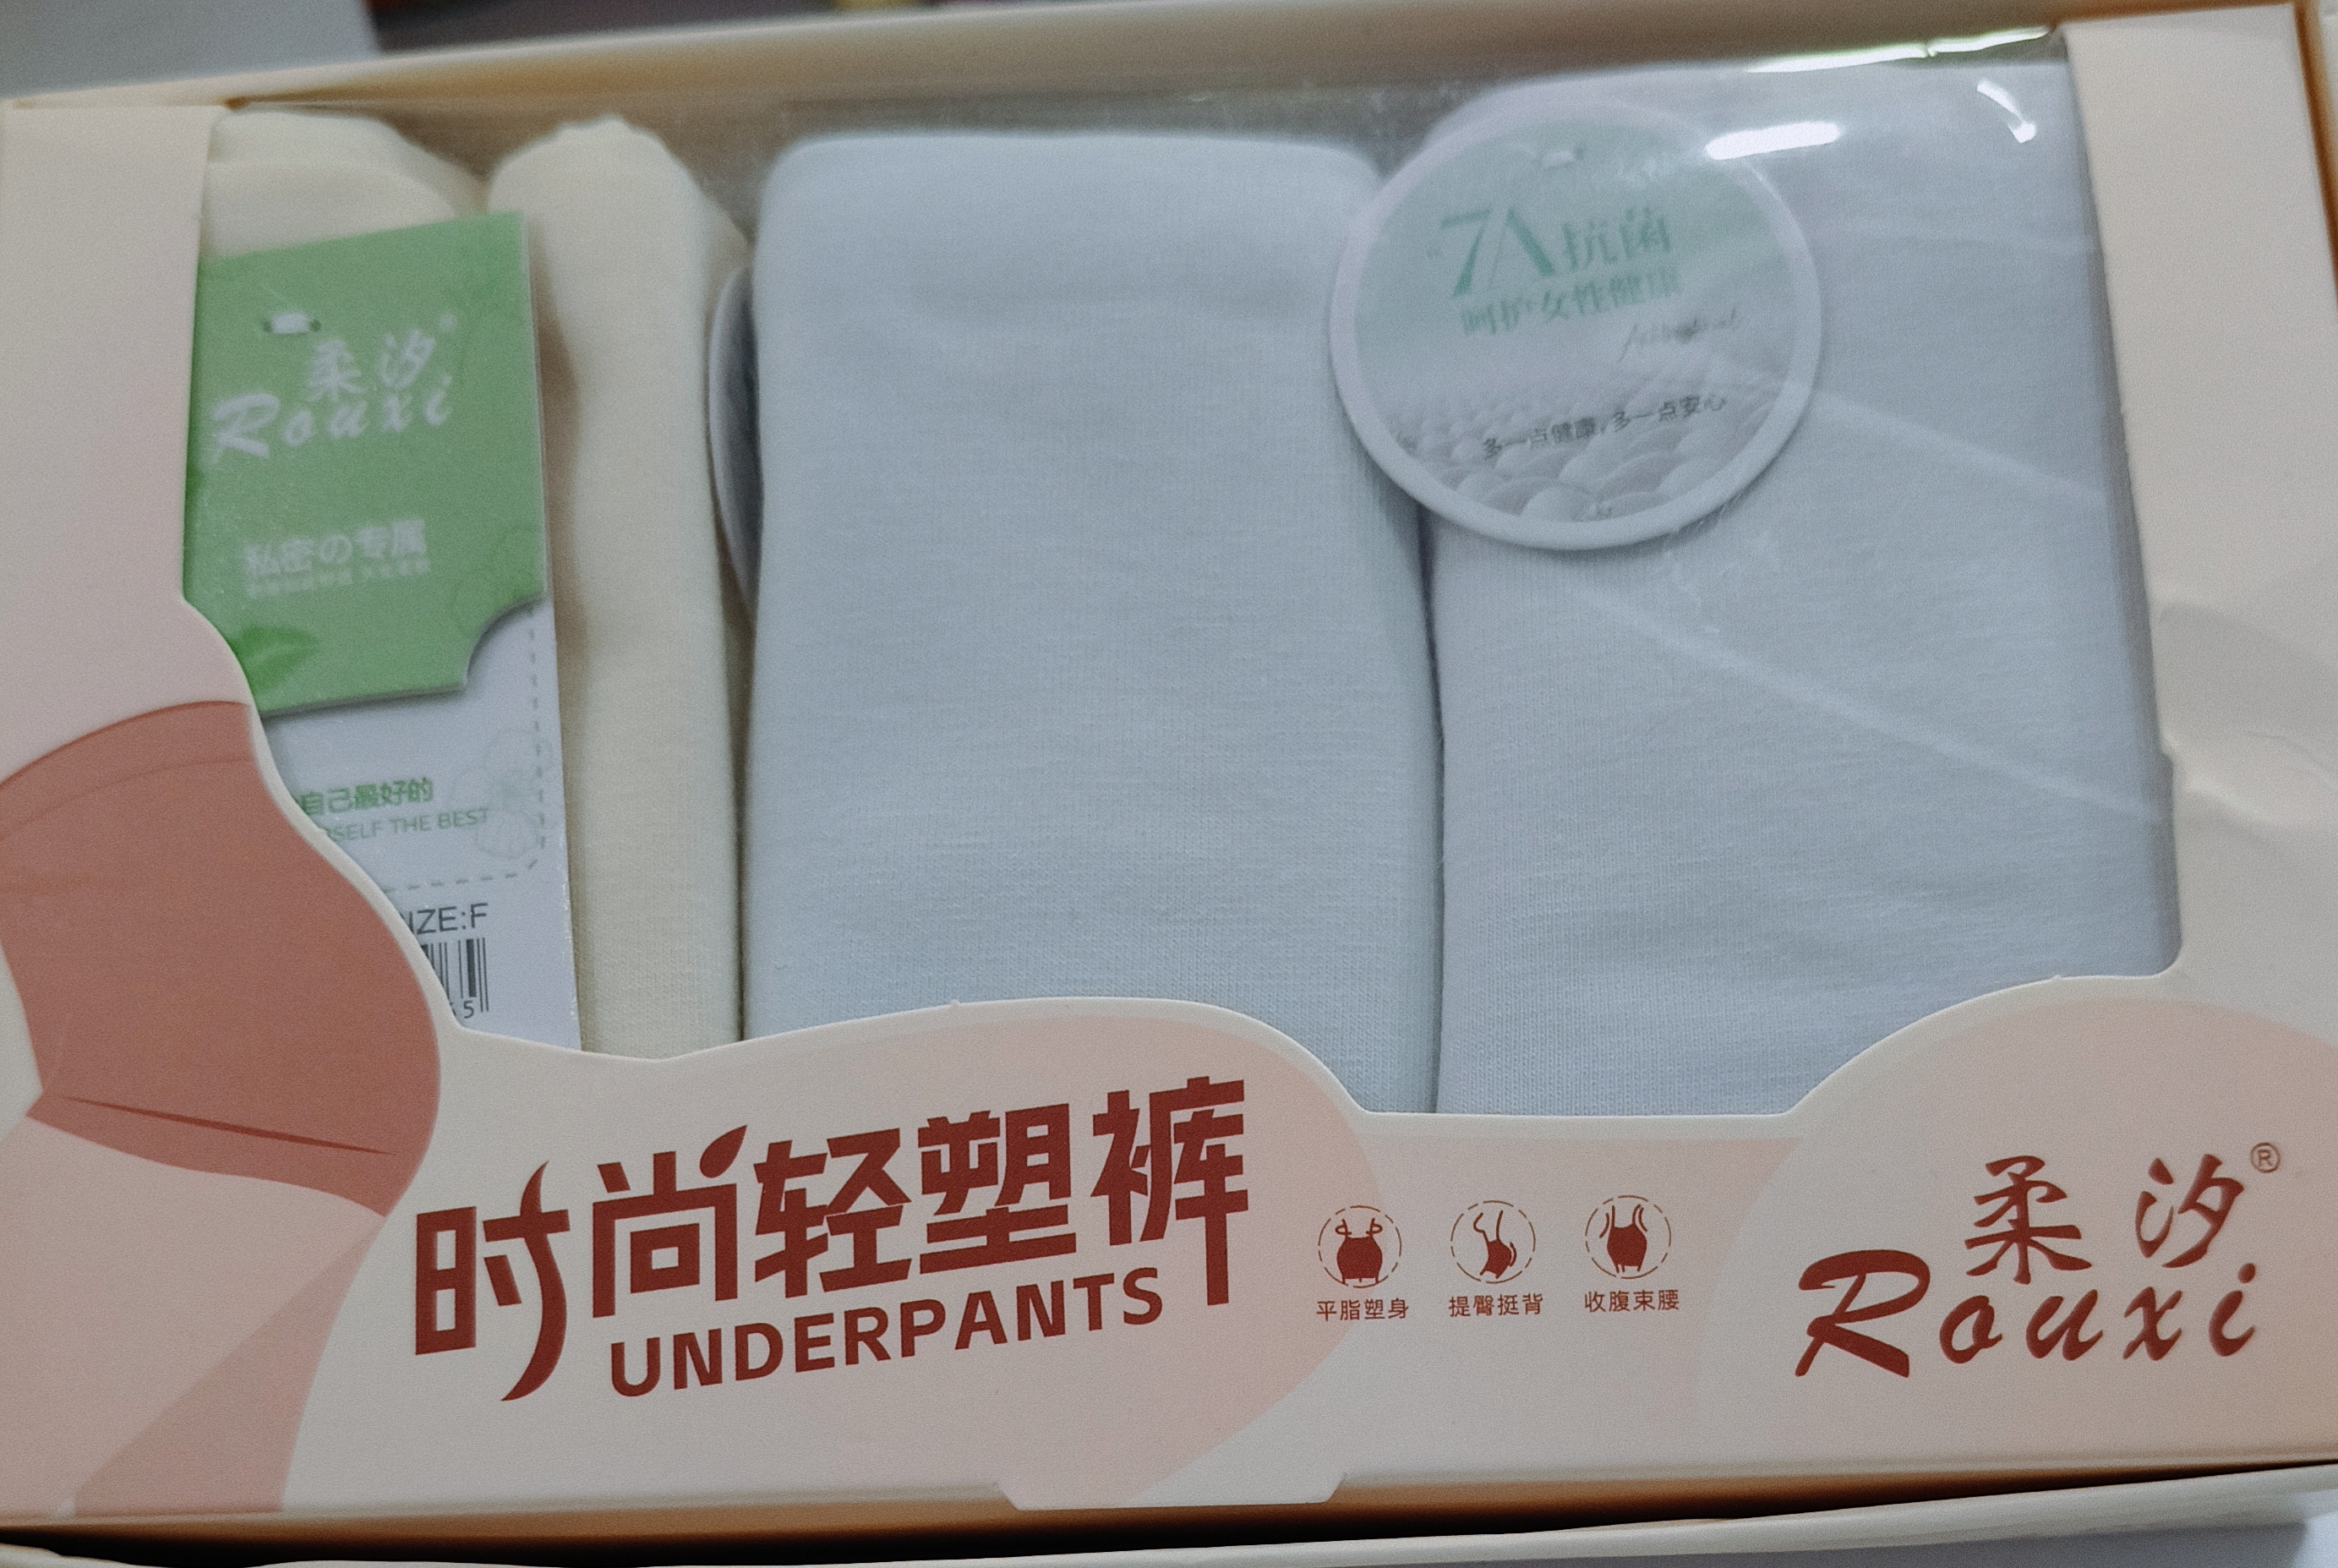 柔汐®
Rouxi
私密の专属
自己最好的
RSELF THE BEST
IZE:F
5
"7A抗菌
呵护女性健康
多一点健康,多一点安心
时尚轻塑裤
UNDERPANTS
平脂塑身
提臀挺背
收腹束腰
柔汐®
Rouxi